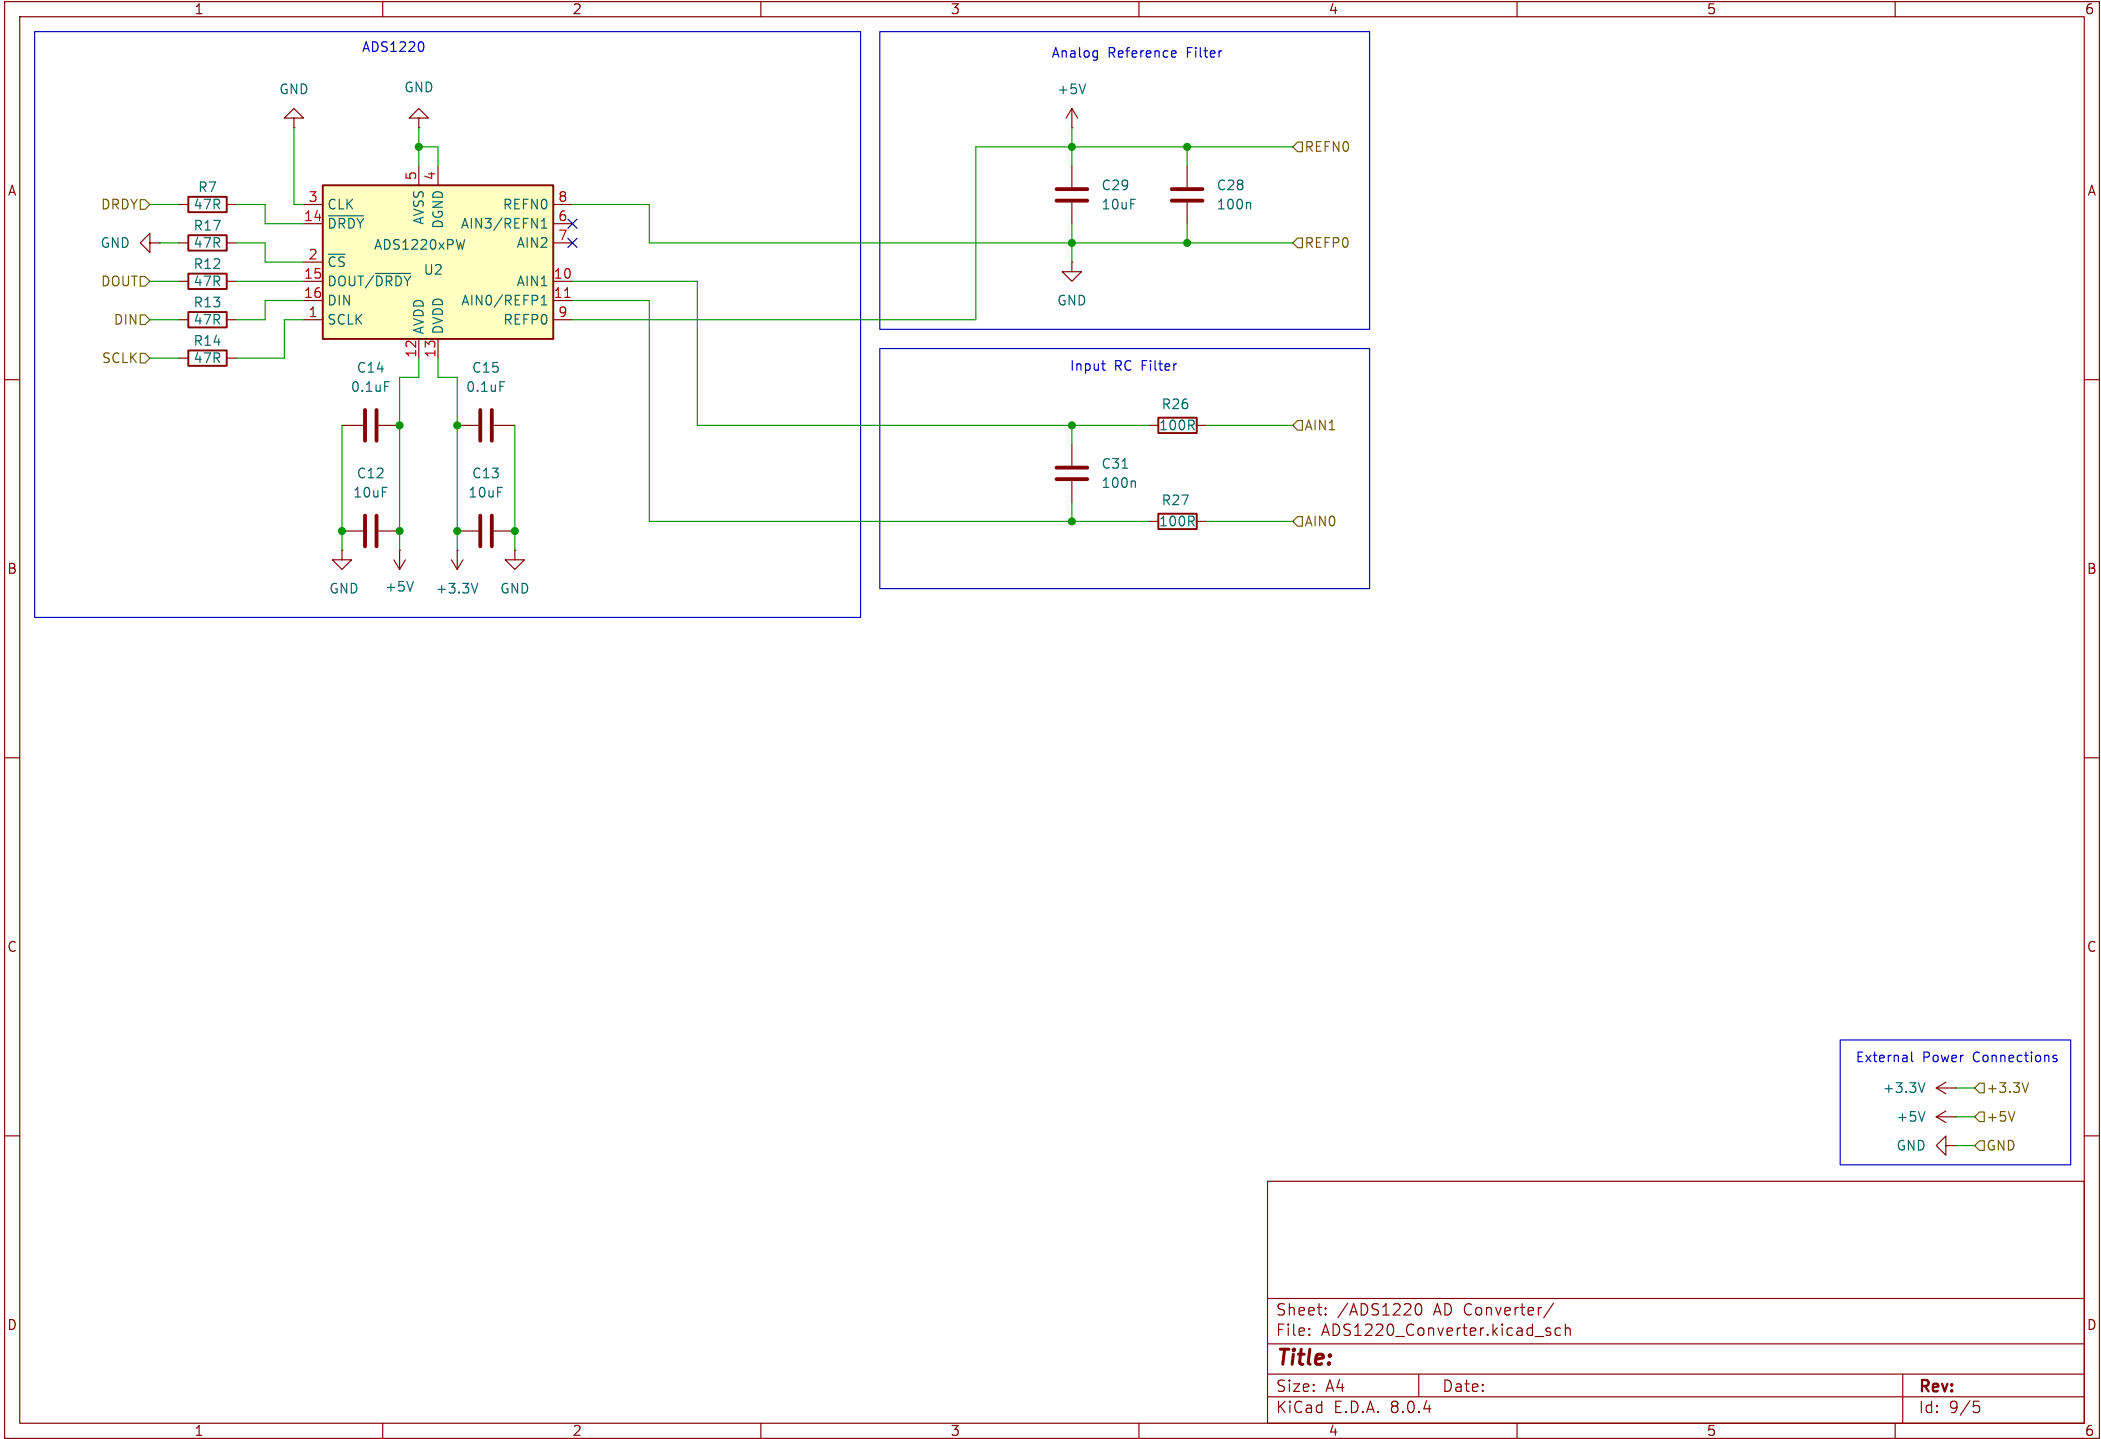 1 2 3 4 5 6
A
B
C
D
ADS1220
GND
GND
5
4
AVSS
DGND
DRDY
R7
47R
3
CLK
14
DRDY
GND
R17
47R
2
CS
DOUT
R12
47R
15
DOUT/DRDY
DIN
R13
47R
16
DIN
SCLK
R14
47R
1
SCLK
ADS1220xPW
U2
8
REFN0
6
AIN3/REFN1
7
AIN2
10
AIN1
11
AIN0/REFP1
9
REFP0
AVDD
DVDD
12
13
C14
0.1uF
C15
0.1uF
C12
10uF
C13
10uF
GND
+5V
+3.3V
GND
Analog Reference Filter
+5V
REFN0
C29
10uF
C28
100n
REFP0
GND
Input RC Filter
R26
100R
AIN1
C31
100n
R27
100R
AIN0
A
B
C
D
External Power Connections
+3.3V +3.3V
+5V +5V
GND GND
Sheet: /ADS1220 AD Converter/
File: ADS1220_Converter.kicad_sch
Title:
Size: A4 Date: Rev:
KiCad E.D.A. 8.0.4 Id: 9/5
1 2 3 4 5 6